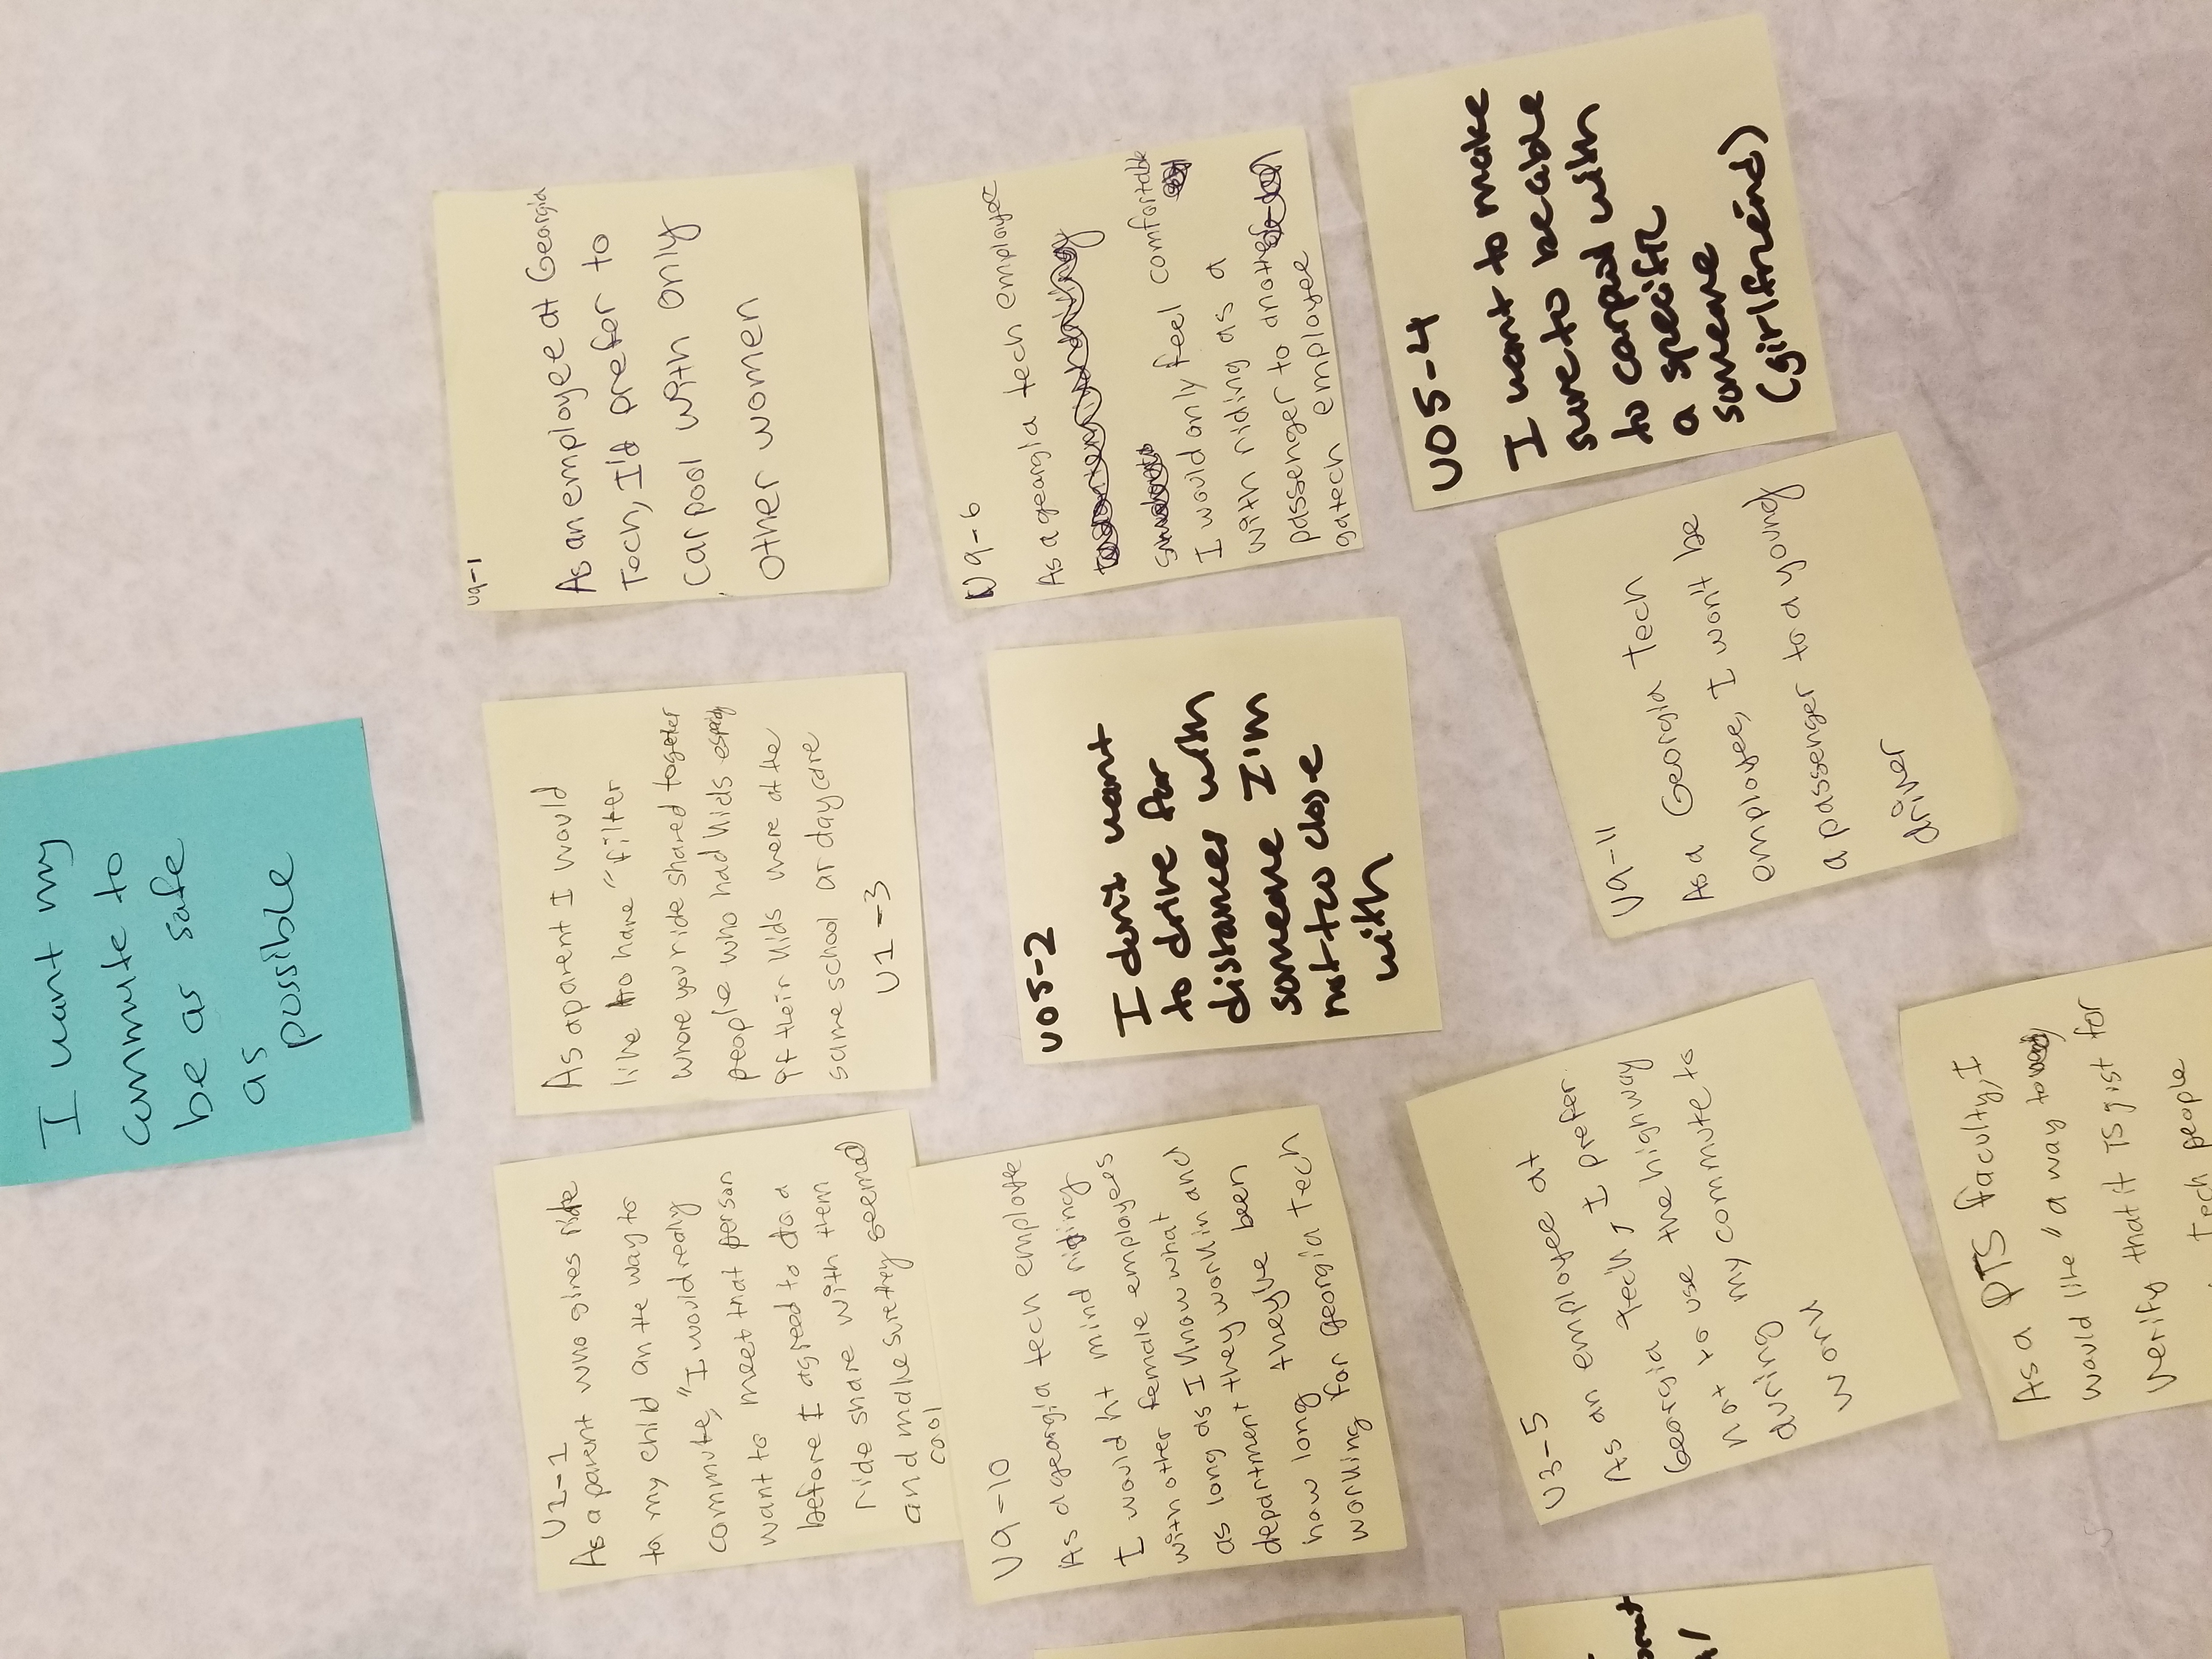 I want my
commute to
be as safe
as
possible
U1-1
As a parent who gives ride
to my child on the way to
commute, "I would really
want to meet that person
before I agreed to do a
ride share with them
and make sure they seemed
cool
As a parent I would
like to have "filter
where you ride shared together
people who had kids especially
if their kids were at the
same school or daycare
U1-3
U9-1
As an employee at Georgia
Tech, I'd prefer to
carpool with only
other women
U9-10
As a georgia tech employee
I wouldn't mind riding
with other female employees
as long as I know what
department they work in and
how long they've been
working for georgia tech
U05-2
I don't want
to drive far
distances with
someone I'm
not too close
with
U9-6
As a georgia tech employee
I would only feel comfortable
with riding as a
passenger to another
gatech employee
U3-5
As an employee at
Georgia Tech, I prefer
not to use the highway
during my commute to
work
U9-11
As a Georgia Tech
employee, I won't be
a passenger to a young
driver
U05-4
I want to make
sure to be able
to carpool with
a specific
someone
(girlfriend)
As a PTS faculty, I
would like "a way to
verify that it is just for
Tech people